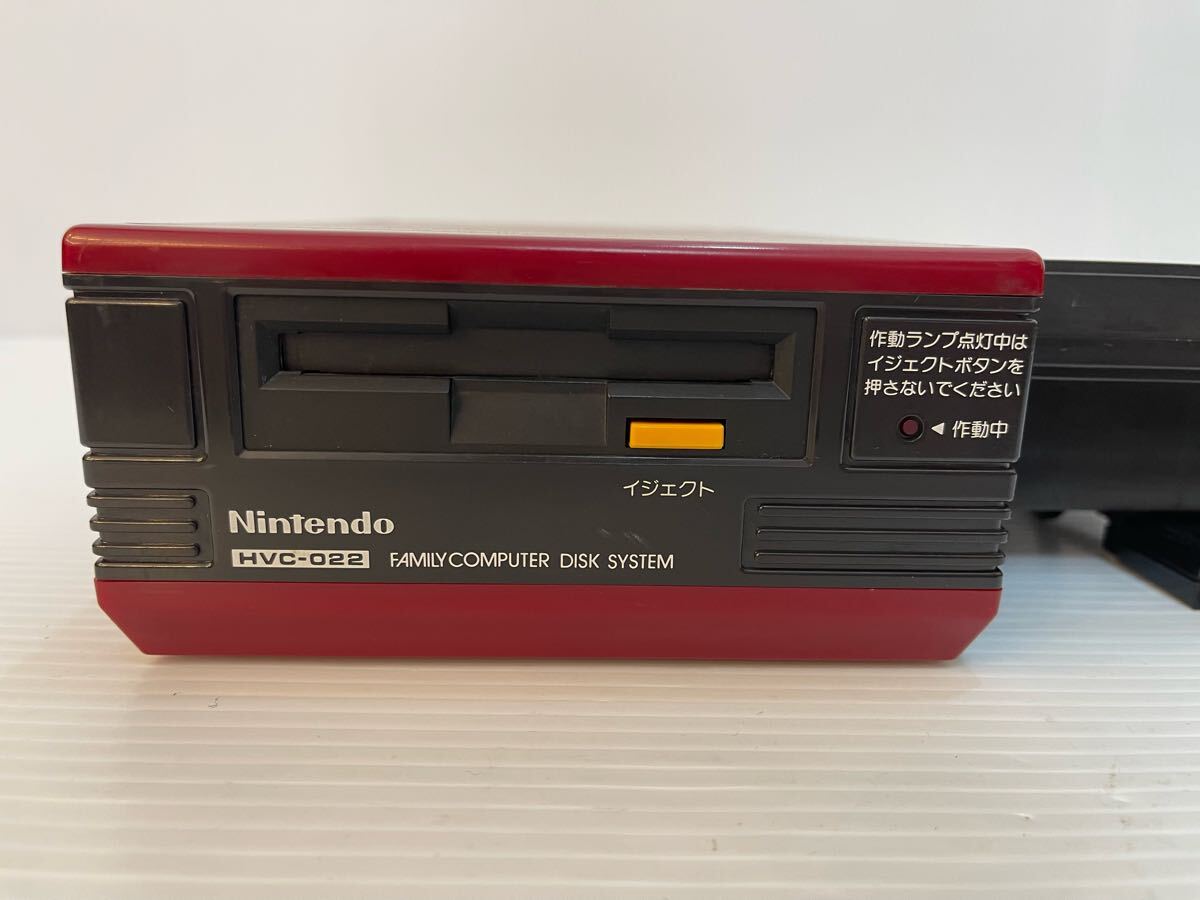 作動ランプ点灯中は
イジェクトボタンを
押さないでください
◀ 作動中
イジェクト
Nintendo
HVC-022 FAMILY COMPUTER DISK SYSTEM